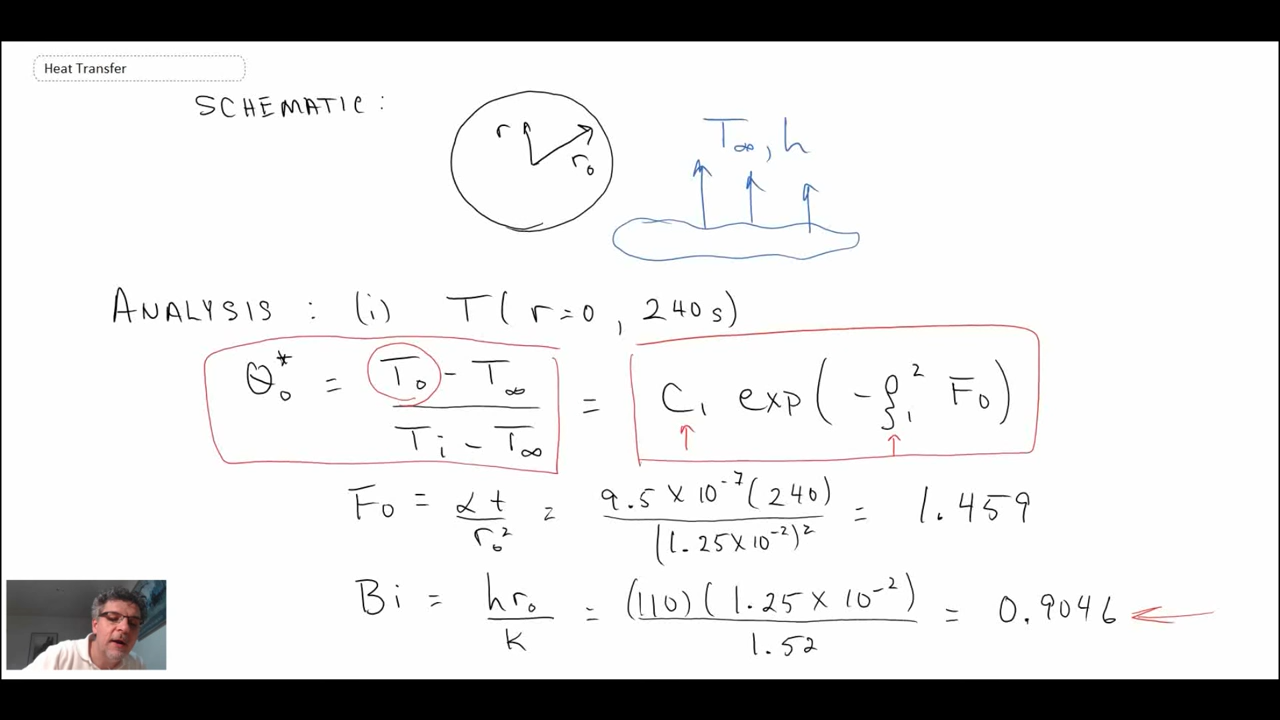 Heat Transfer
SCHEMATIC :
r r₀
T∞, h
ANALYSIS : (i) T( r=0 , 240 s)
θ₀* = (T₀ - T∞)/(Tᵢ - T∞) = C₁ exp( -ζ₁² Fo )
Fo = αt/r₀² = 9.5 × 10⁻⁷ (240)/(1.25×10⁻²)² = 1.459
Bi = hr₀/k = (110)(1.25 × 10⁻²)/1.52 = 0.9046